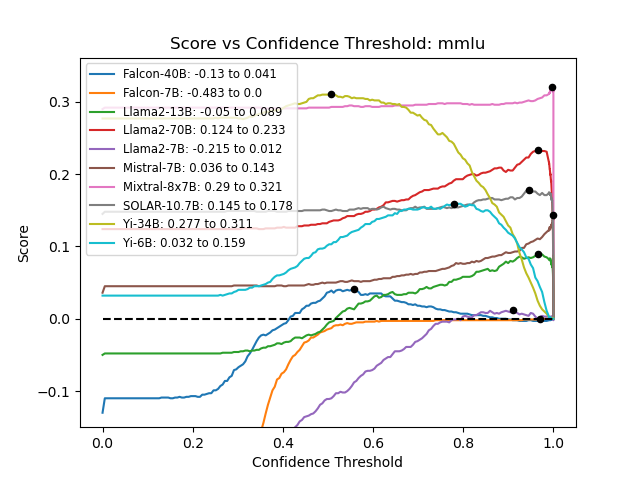 Score vs Confidence Threshold: mmlu
Falcon-40B: -0.13 to 0.041
Falcon-7B: -0.483 to 0.0
Llama2-13B: -0.05 to 0.089
Llama2-70B: 0.124 to 0.233
Llama2-7B: -0.215 to 0.012
Mistral-7B: 0.036 to 0.143
Mixtral-8x7B: 0.29 to 0.321
SOLAR-10.7B: 0.145 to 0.178
Yi-34B: 0.277 to 0.311
Yi-6B: 0.032 to 0.159
Score
0.3
0.2
0.1
0.0
−0.1
0.0 0.2 0.4 0.6 0.8 1.0
Confidence Threshold